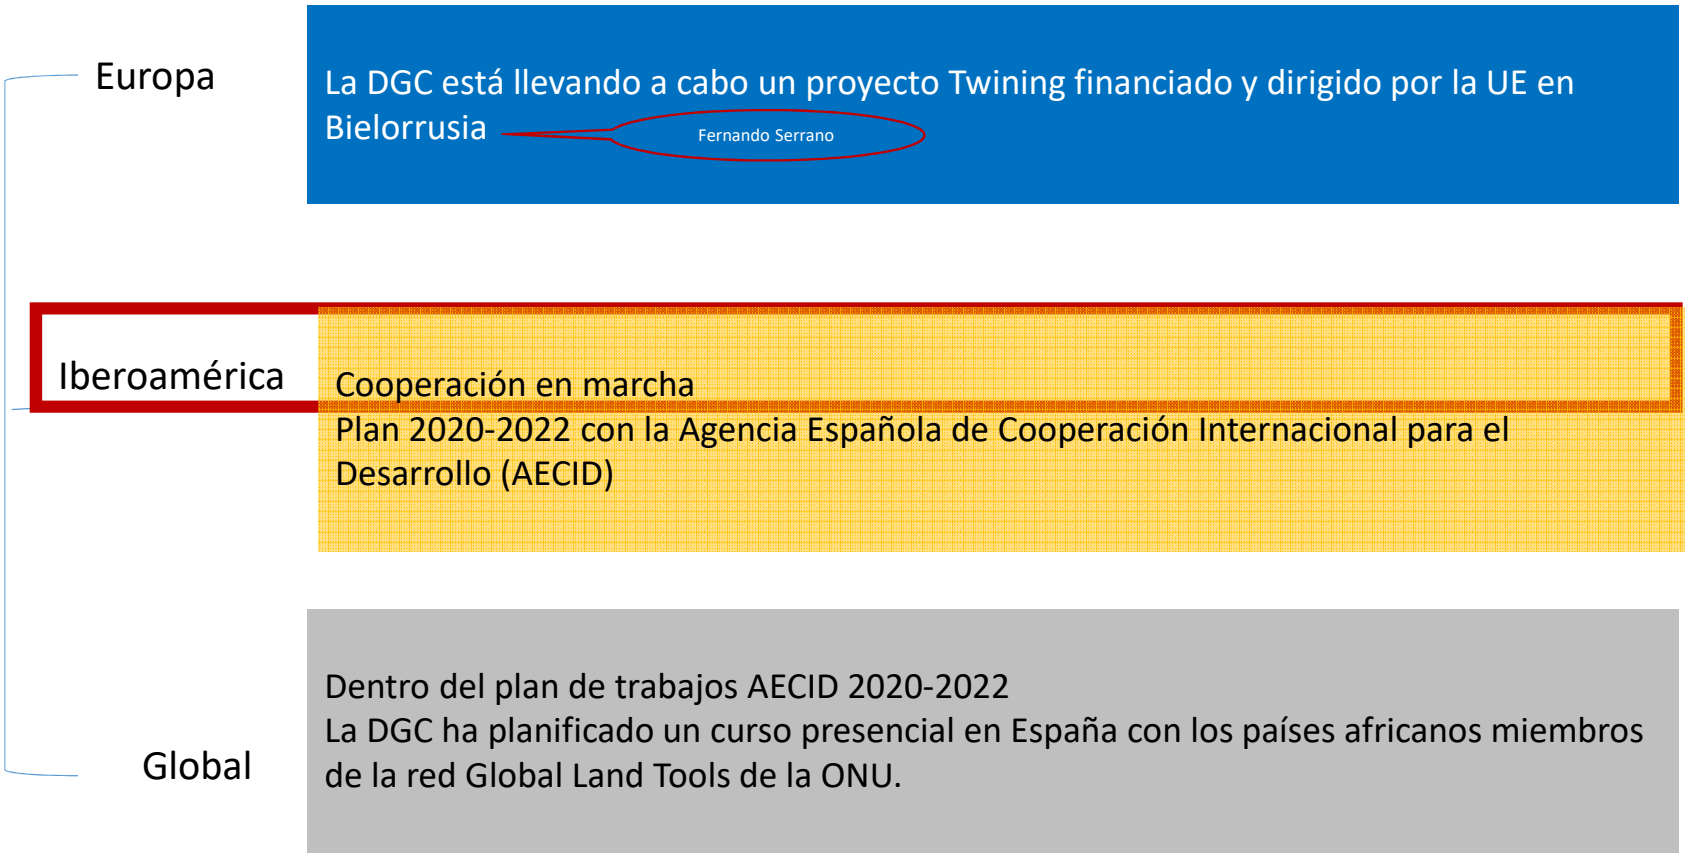 Europa
La DGC está llevando a cabo un proyecto Twining financiado y dirigido por la UE en
Bielorrusia
Fernando Serrano
Iberoamérica
Cooperación en marcha
Plan 2020-2022 con la Agencia Española de Cooperación Internacional para el
Desarrollo (AECID)
Global
Dentro del plan de trabajos AECID 2020-2022
La DGC ha planificado un curso presencial en España con los países africanos miembros
de la red Global Land Tools de la ONU.